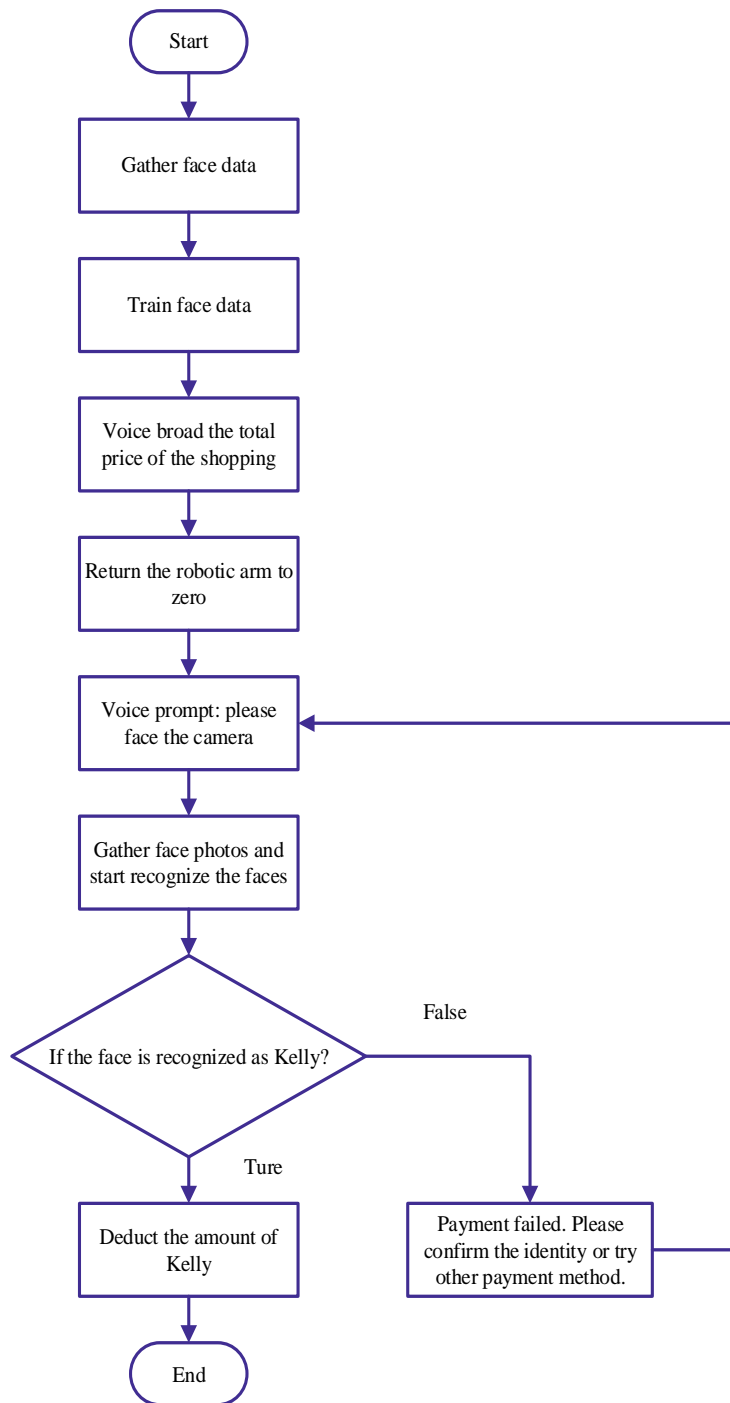 Start
Gather face data
Train face data
Voice broad the total
price of the shopping
Return the robotic arm to
zero
Voice prompt: please
face the camera
Gather face photos and
start recognize the faces
False
If the face is recognized as Kelly?
Ture
Deduct the amount of
Kelly
Payment failed. Please
confirm the identity or try
other payment method.
End